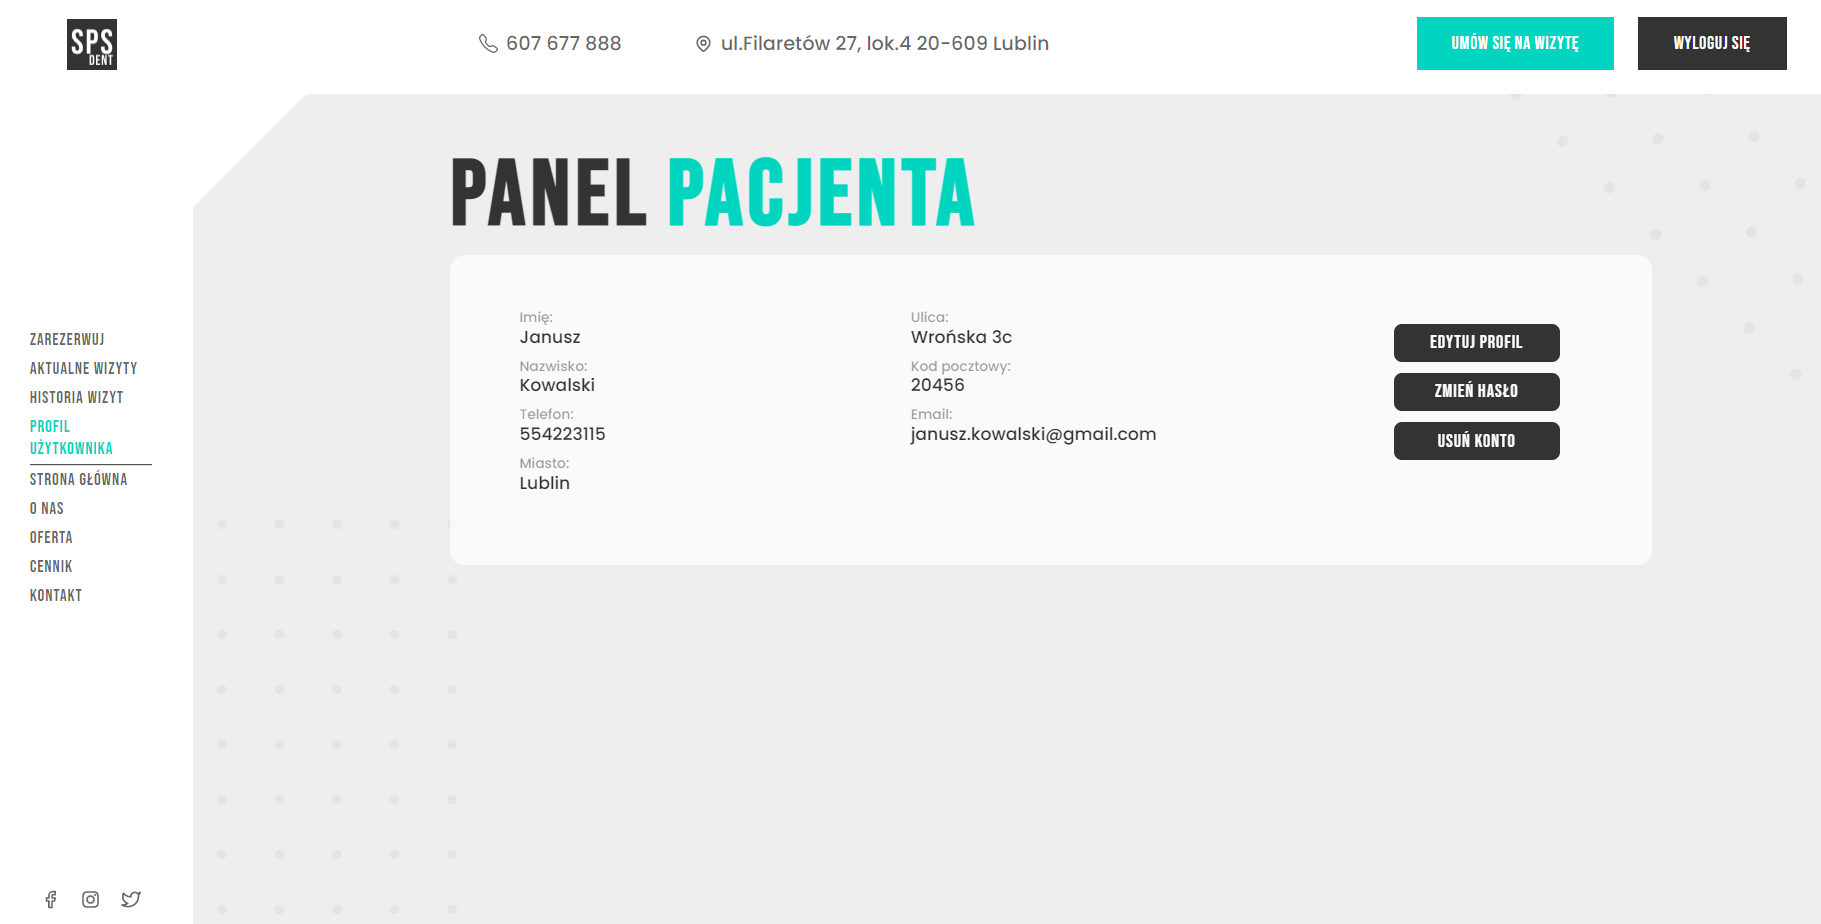 SPS
DENT
607 677 888
ul.Filaretów 27, lok.4 20-609 Lublin
UMÓW SIĘ NA WIZYTĘ
WYLOGUJ SIĘ
ZAREZERWUJ
AKTUALNE WIZYTY
HISTORIA WIZYT
PROFIL
UŻYTKOWNIKA
STRONA GŁÓWNA
O NAS
OFERTA
CENNIK
KONTAKT
PANEL PACJENTA
Imię:
Janusz
Nazwisko:
Kowalski
Telefon:
554223115
Miasto:
Lublin
Ulica:
Wrońska 3c
Kod pocztowy:
20456
Email:
janusz.kowalski@gmail.com
EDYTUJ PROFIL
ZMIEŃ HASŁO
USUŃ KONTO